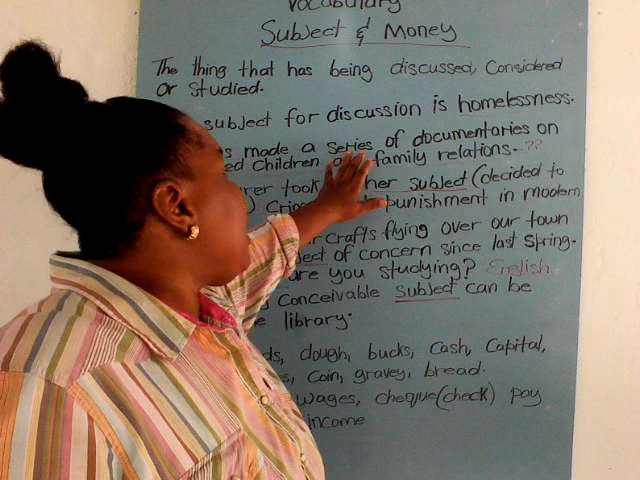 Vocabulary
Subject & Money
The thing that has being discussed, Considered
or studied.
subject for discussion is homelessness.
made a series of documentaries on
Children family relations. ??
took her subject (decided to
punishment in modern
crafts flying over our town
of concern since last spring.
are you studying? English
Conceivable subject can be
library.
dough, bucks, Cash, Capital,
Coin, gravey, bread.
wages, cheque(check) pay
income